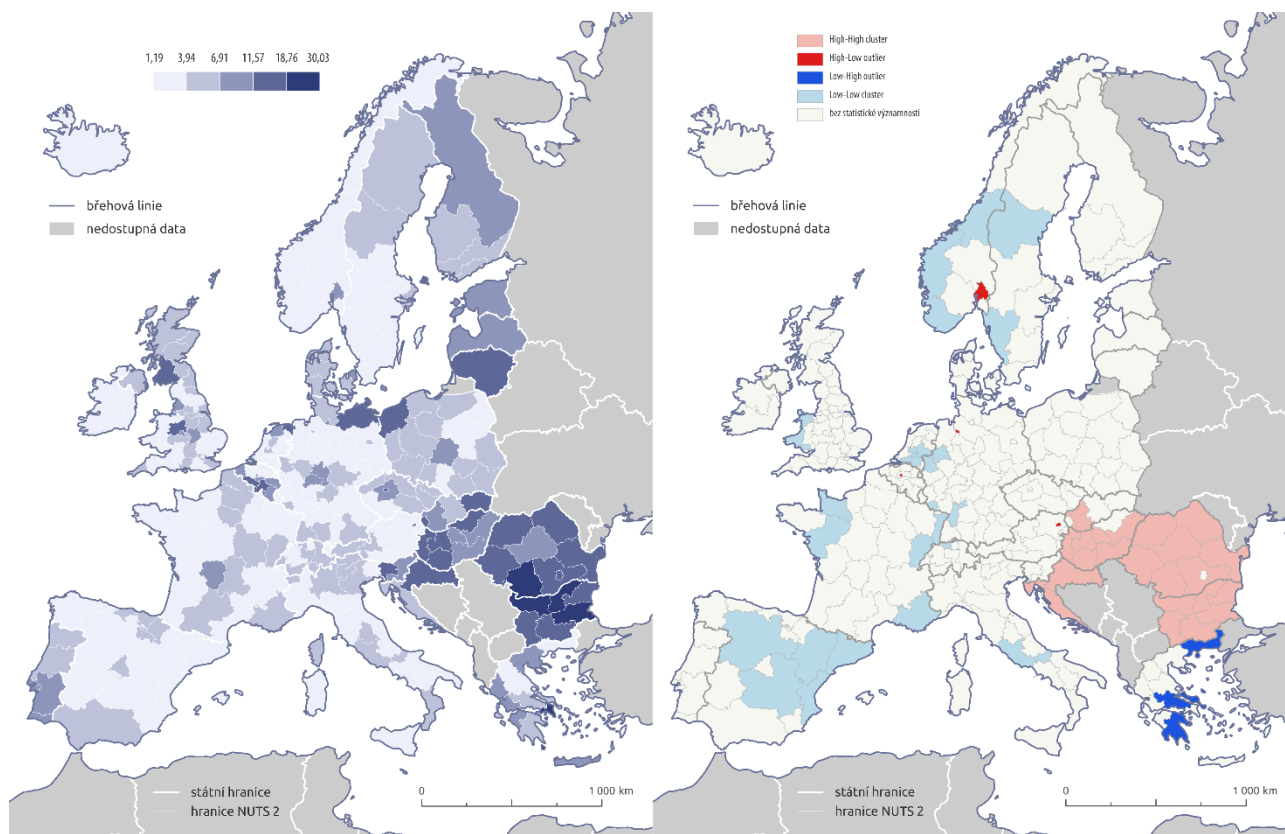 1,19 3,94 6,91 11,57 18,76 30,03
břehová linie
nedostupná data
státní hranice
hranice NUTS 2
0 1 000 km
High-High cluster
High-Low outlier
Low-High outlier
Low-Low cluster
bez statistické významnosti
břehová linie
nedostupná data
státní hranice
hranice NUTS 2
0 1 000 km